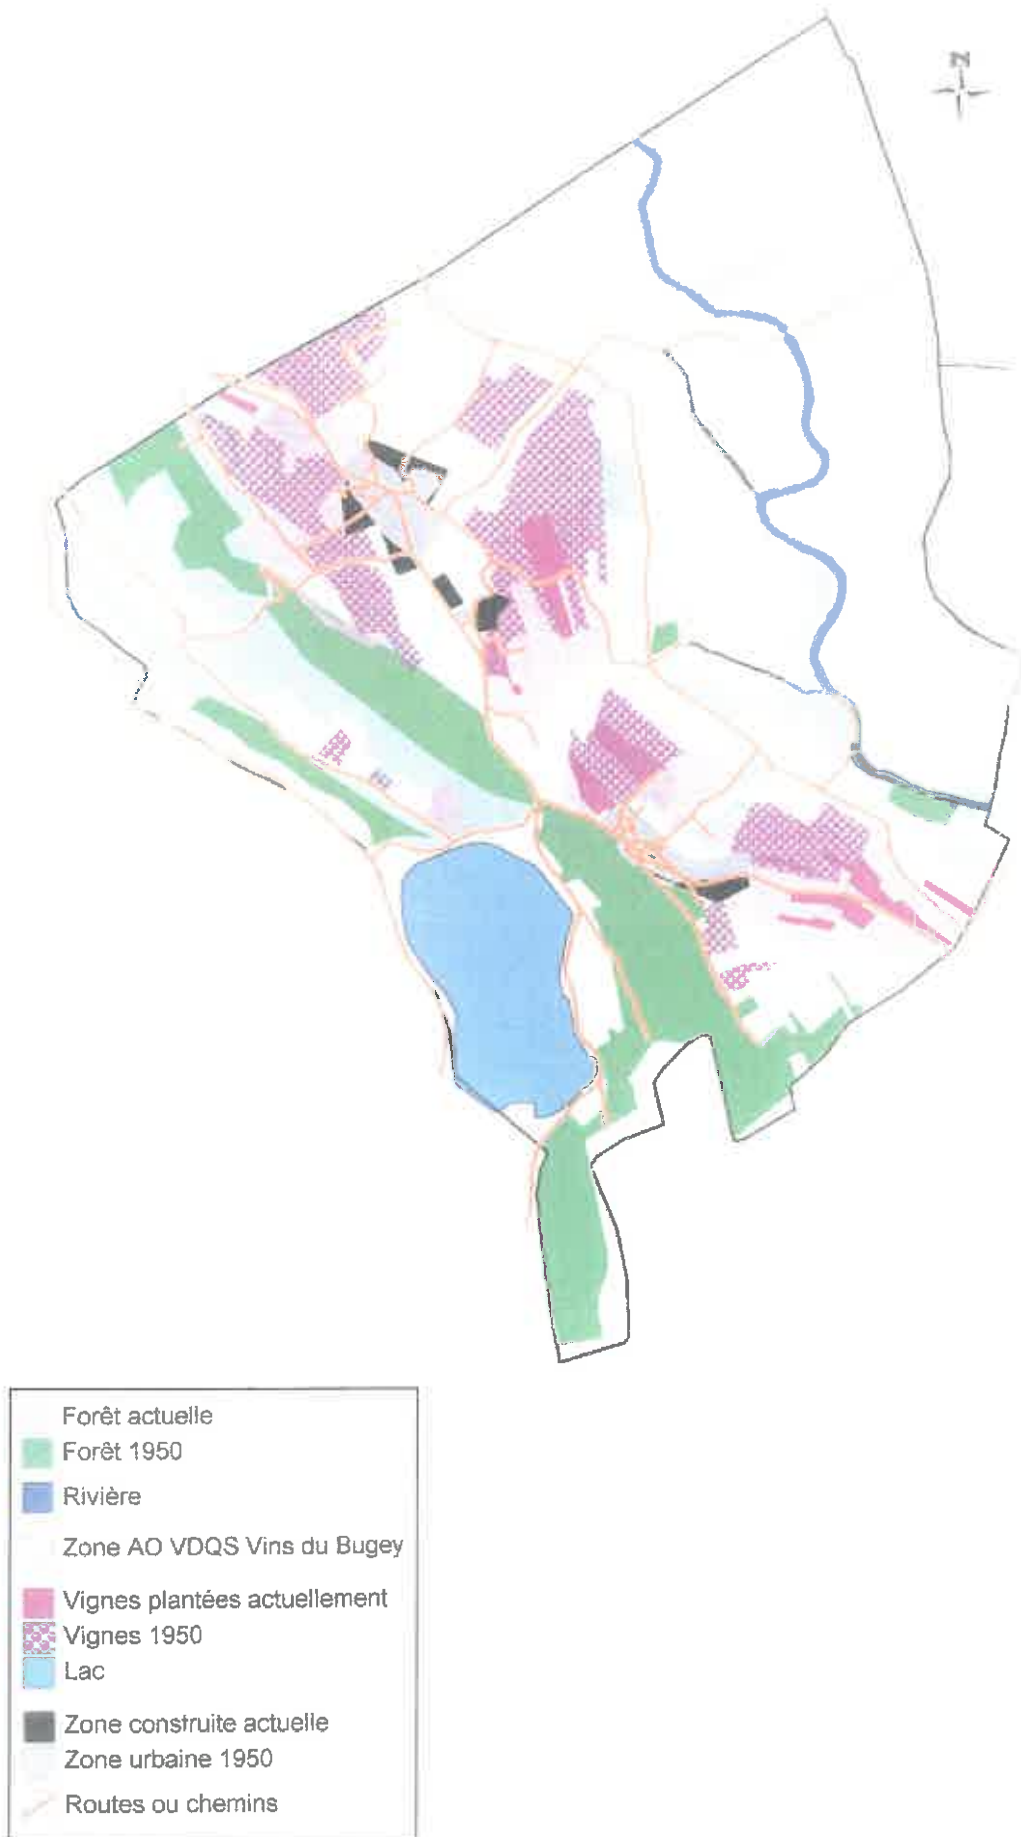 N
Forêt actuelle
Forêt 1950
Rivière
Zone AO VDQS Vins du Bugey
Vignes plantées actuellement
Vignes 1950
Lac
Zone construite actuelle
Zone urbaine 1950
Routes ou chemins